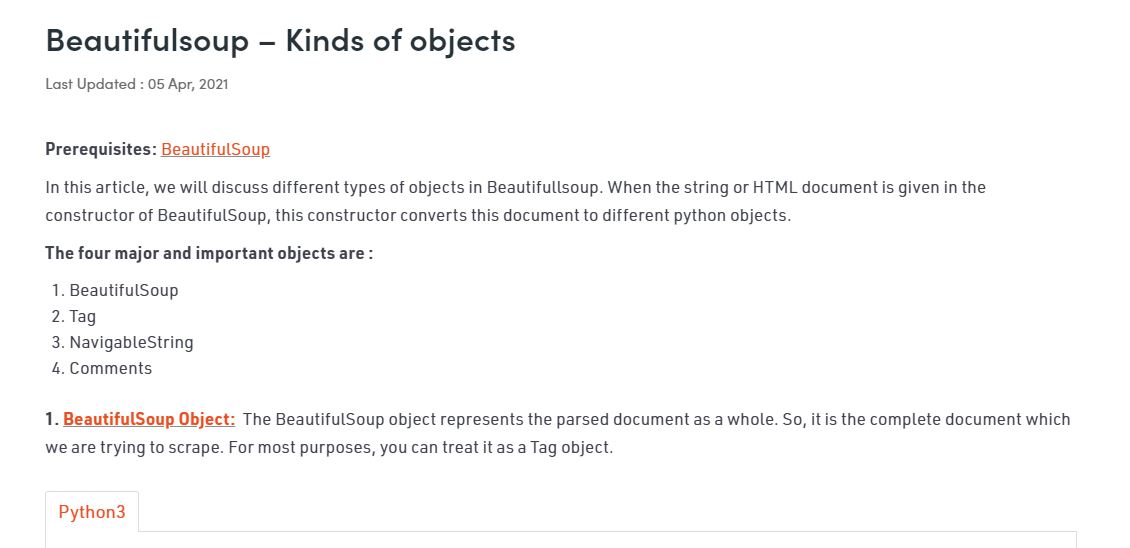 Beautifulsoup – Kinds of objects
Last Updated : 05 Apr, 2021
Prerequisites: BeautifulSoup
In this article, we will discuss different types of objects in Beautifullsoup. When the string or HTML document is given in the
constructor of BeautifulSoup, this constructor converts this document to different python objects.
The four major and important objects are :
1. BeautifulSoup
2. Tag
3. NavigableString
4. Comments
1. BeautifulSoup Object: The BeautifulSoup object represents the parsed document as a whole. So, it is the complete document which
we are trying to scrape. For most purposes, you can treat it as a Tag object.
Python3